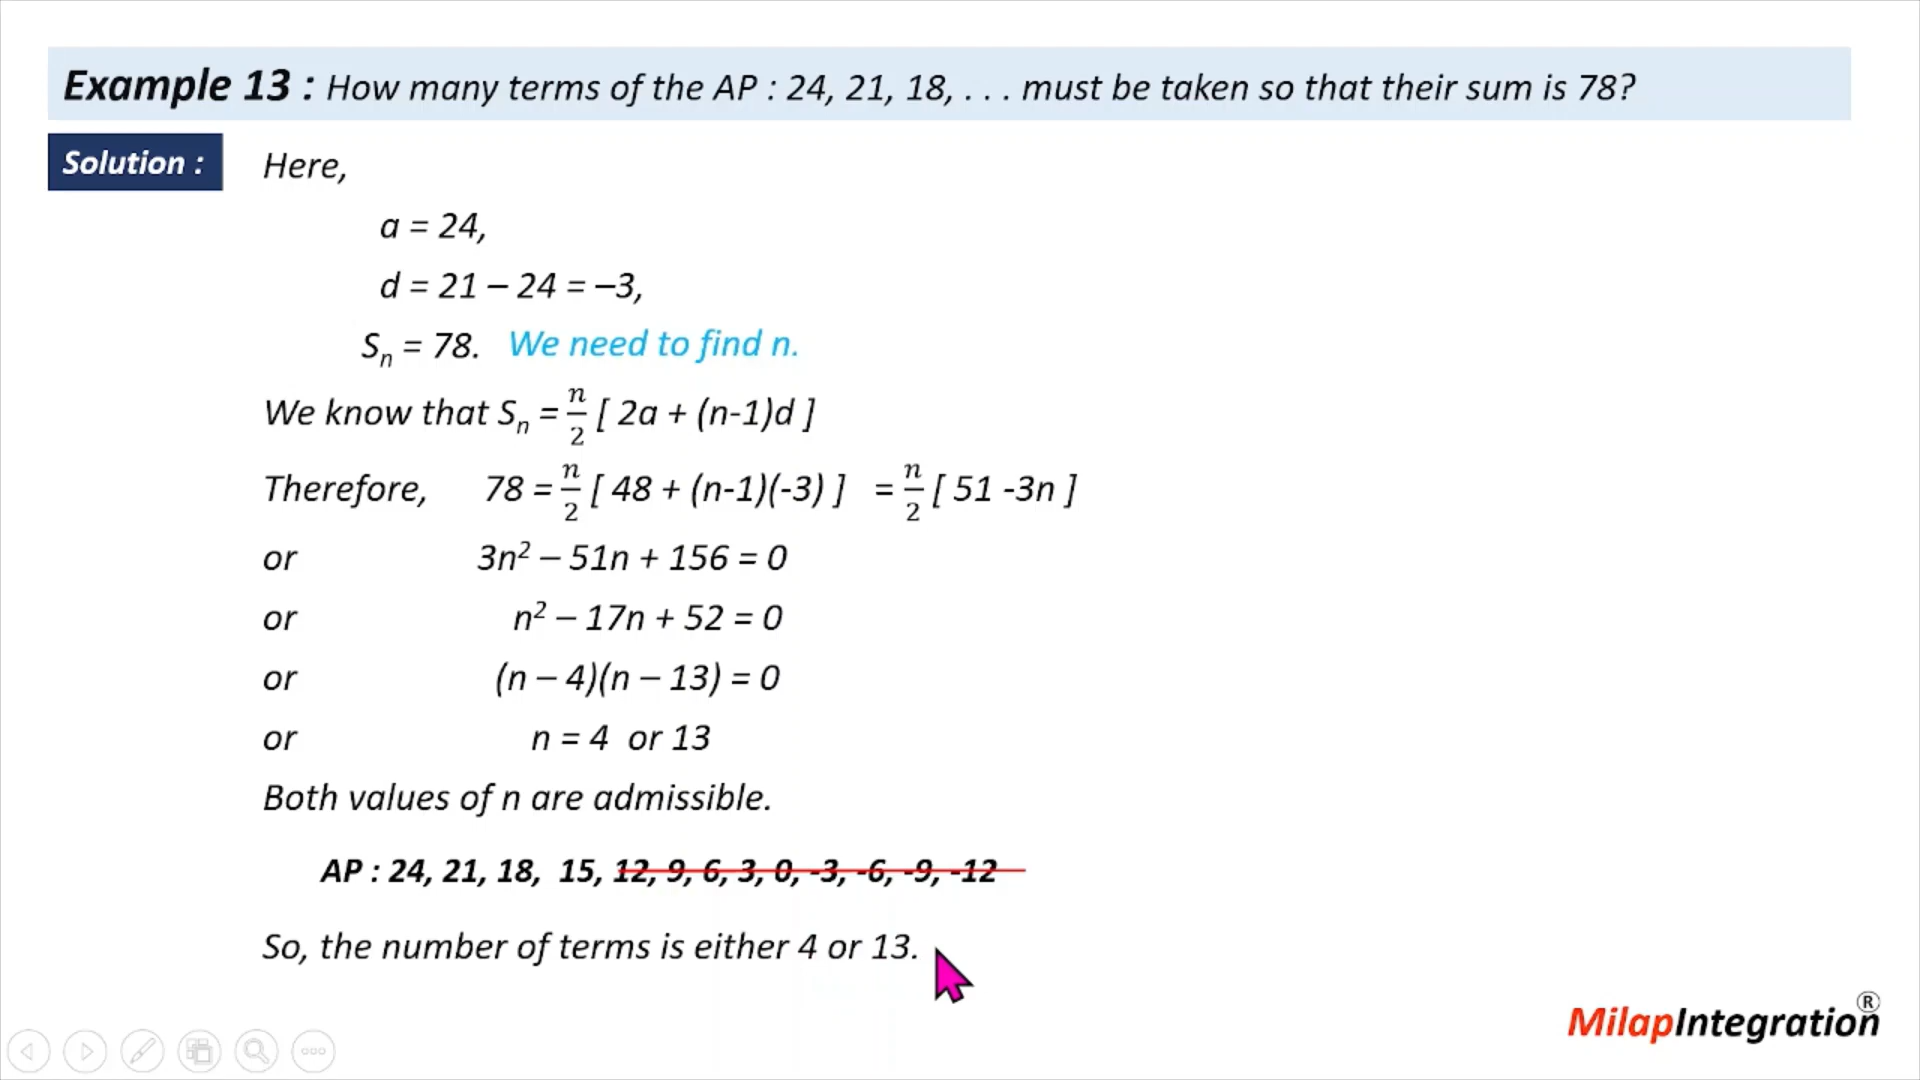 Example 13 : How many terms of the AP : 24, 21, 18, . . . must be taken so that their sum is 78?
Solution : Here,
a = 24,
d = 21 – 24 = –3,
Sₙ = 78. We need to find n.
We know that Sₙ = n/2 [ 2a + (n-1)d ]
Therefore, 78 = n/2 [ 48 + (n-1)(-3) ] = n/2 [ 51 -3n ]
or 3n² – 51n + 156 = 0
or n² – 17n + 52 = 0
or (n – 4)(n – 13) = 0
or n = 4 or 13
Both values of n are admissible.
AP : 24, 21, 18, 15, 12, 9, 6, 3, 0, -3, -6, -9, -12
So, the number of terms is either 4 or 13.
MilapIntegration®